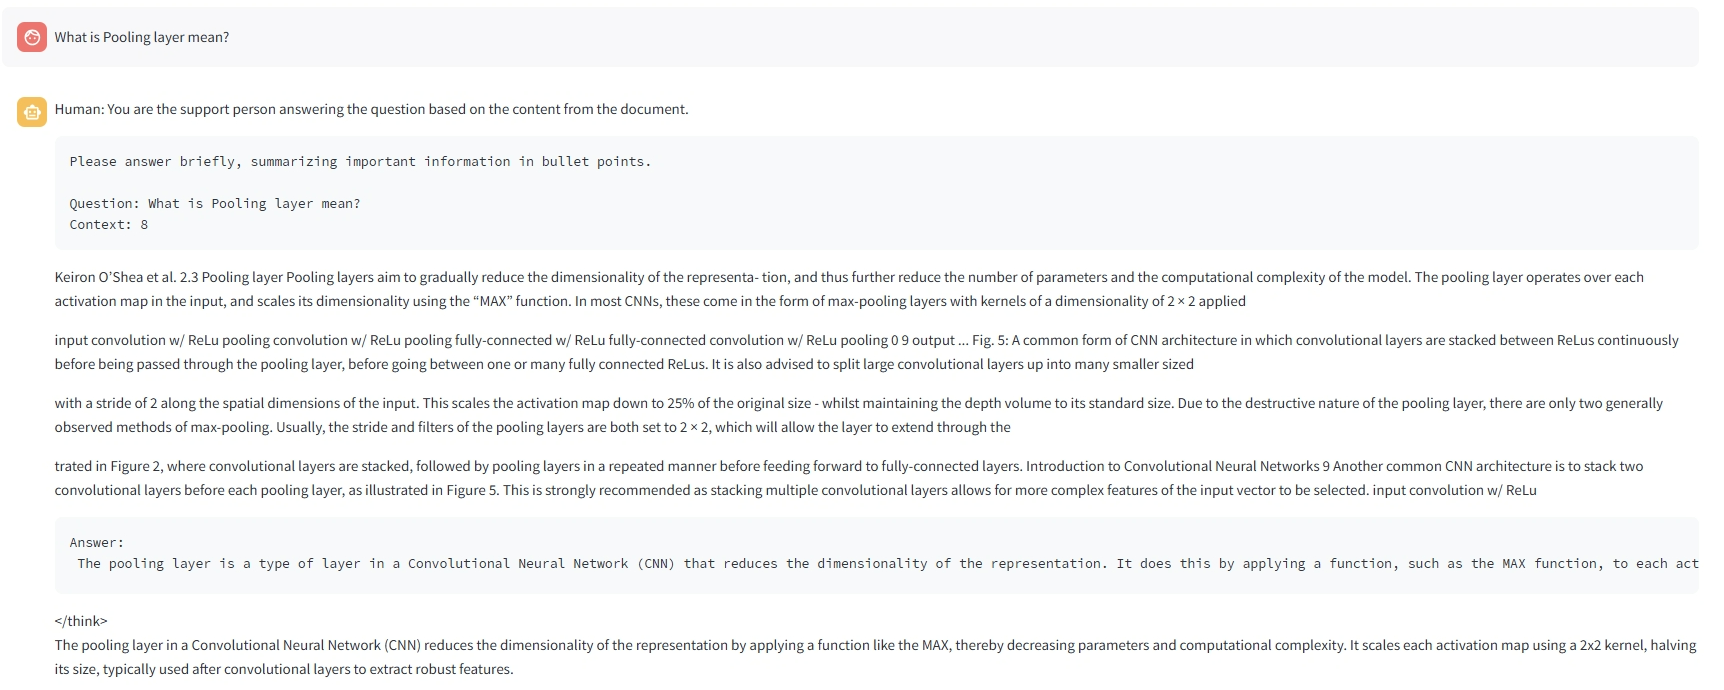 What is Pooling layer mean?
Human: You are the support person answering the question based on the content from the document.
Please answer briefly, summarizing important information in bullet points.
Question: What is Pooling layer mean?
Context: 8
Keiron O’Shea et al. 2.3 Pooling layer Pooling layers aim to gradually reduce the dimensionality of the representa- tion, and thus further reduce the number of parameters and the computational complexity of the model. The pooling layer operates over each
activation map in the input, and scales its dimensionality using the “MAX” function. In most CNNs, these come in the form of max-pooling layers with kernels of a dimensionality of 2 × 2 applied
input convolution w/ ReLu pooling convolution w/ ReLu pooling fully-connected w/ ReLu fully-connected convolution w/ ReLu pooling 0 9 output ... Fig. 5: A common form of CNN architecture in which convolutional layers are stacked between ReLus continuously
before being passed through the pooling layer, before going between one or many fully connected ReLus. It is also advised to split large convolutional layers up into many smaller sized
with a stride of 2 along the spatial dimensions of the input. This scales the activation map down to 25% of the original size - whilst maintaining the depth volume to its standard size. Due to the destructive nature of the pooling layer, there are only two generally
observed methods of max-pooling. Usually, the stride and filters of the pooling layers are both set to 2 × 2, which will allow the layer to extend through the
trated in Figure 2, where convolutional layers are stacked, followed by pooling layers in a repeated manner before feeding forward to fully-connected layers. Introduction to Convolutional Neural Networks 9 Another common CNN architecture is to stack two
convolutional layers before each pooling layer, as illustrated in Figure 5. This is strongly recommended as stacking multiple convolutional layers allows for more complex features of the input vector to be selected. input convolution w/ ReLu
Answer:
The pooling layer is a type of layer in a Convolutional Neural Network (CNN) that reduces the dimensionality of the representation. It does this by applying a function, such as the MAX function, to each act
</think>
The pooling layer in a Convolutional Neural Network (CNN) reduces the dimensionality of the representation by applying a function like the MAX, thereby decreasing parameters and computational complexity. It scales each activation map using a 2x2 kernel, halving
its size, typically used after convolutional layers to extract robust features.